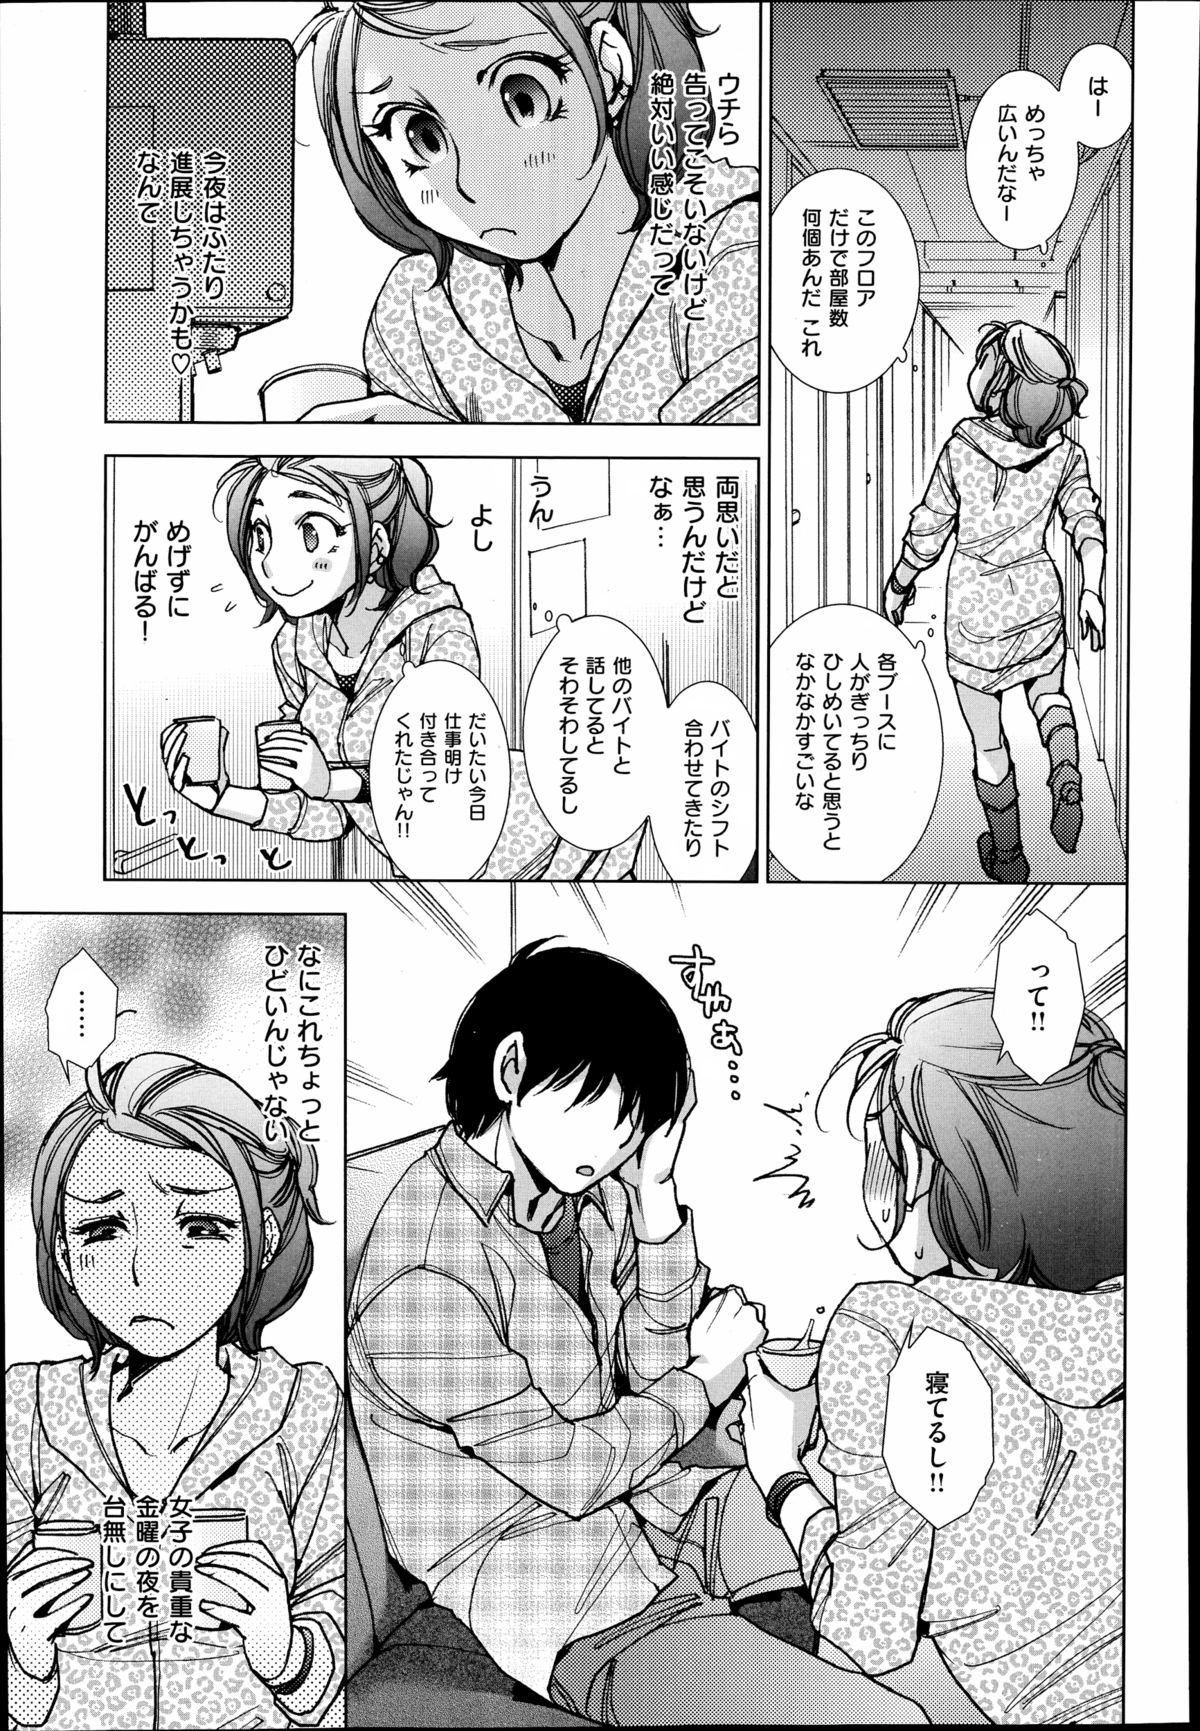 はー
めっちゃ
広いんだなー
このフロア
だけで部屋数
何個あんだ これ
各ブースに
人がぎっちり
ひしめいてると思うと
なかなかすごいな
ウチら
告ってこそいないけど
絶対いい感じだって
今夜はふたり
進展しちゃうかも♡
なんて
両思いだと
思うんだけど
なぁ…
バイトのシフト
合わせてきたり
他のバイトと
話してると
そわそわしてるし
だいたい今日
仕事明け
付き合って
くれたじゃん!!
うん
よし
めげずに
がんばる!
とっ
とっ
と
って!!
すやぁ…
寝てるし!!
なにこれちょっと
ひどいんじゃない
……
女子の貴重な
金曜の夜を
台無しにして